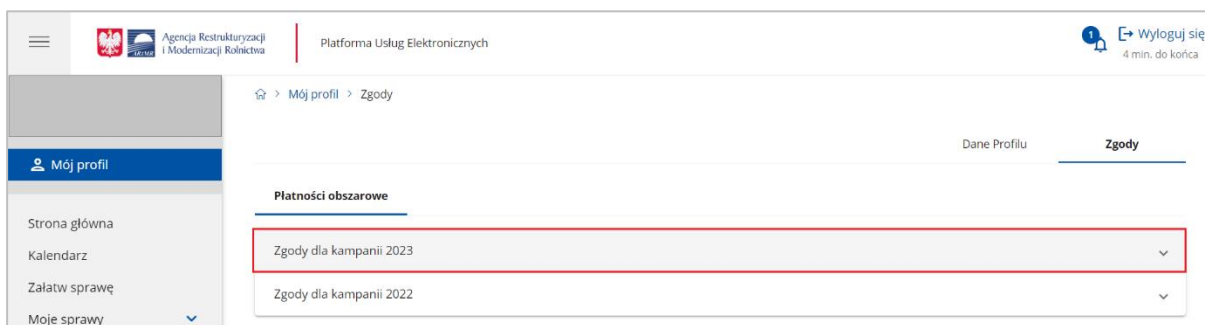 Agencja Restrukturyzacji
i Modernizacji Rolnictwa
ARiMR
Platforma Usług Elektronicznych
1
Wyloguj się
4 min. do końca
Mój profil > Zgody
Mój profil
Dane Profilu
Zgody
Płatności obszarowe
Strona główna
Kalendarz
Załatw sprawę
Moje sprawy
Zgody dla kampanii 2023
Zgody dla kampanii 2022